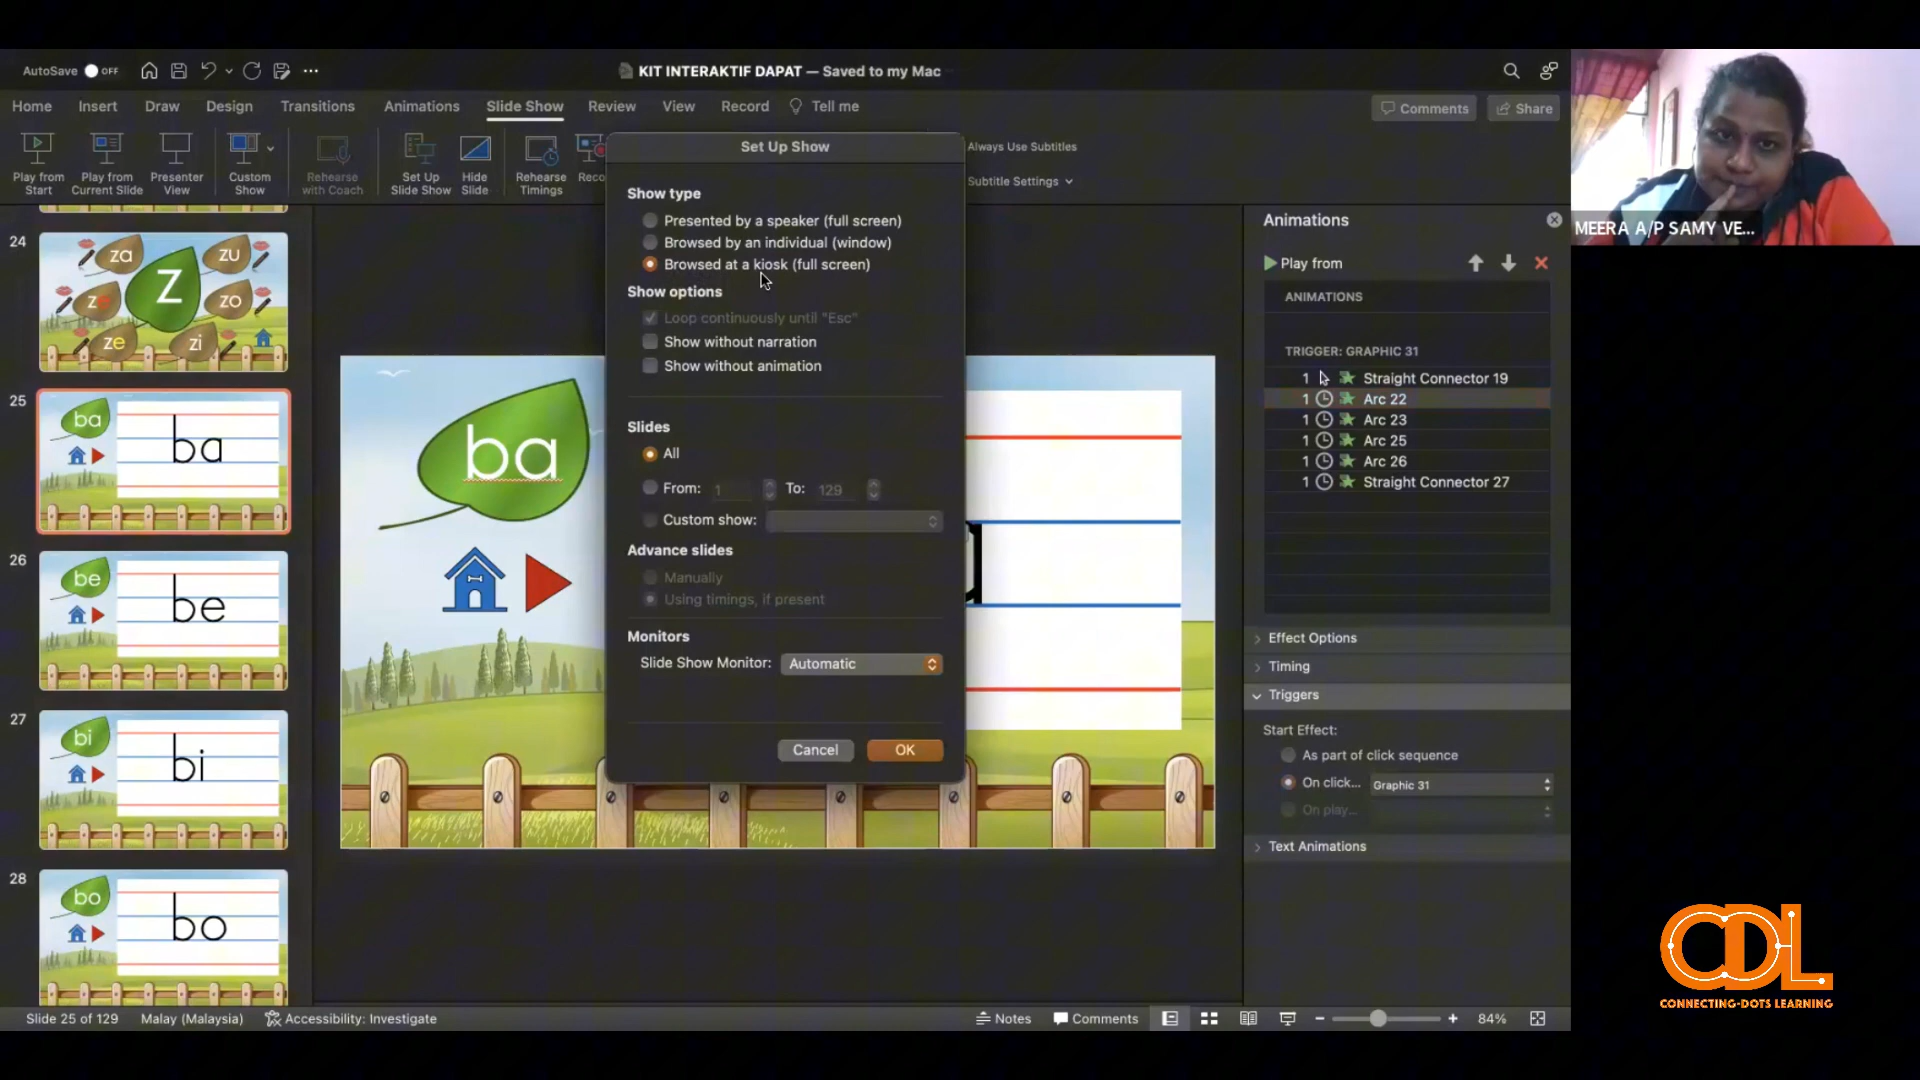 AutoSave OFF
KIT INTERAKTIF DAPAT — Saved to my Mac
Home Insert Draw Design Transitions Animations Slide Show Review View Record Tell me
Comments Share
Play from Start
Play from Current Slide
Presenter View
Custom Show
Rehearse with Coach
Set Up Slide Show
Hide Slide
Rehearse Timings
Always Use Subtitles
Subtitle Settings
24
za
zu
Z
zo
ze
zi
25
ba
ba
26
be
be
27
bi
bi
28
bo
bo
ba
Set Up Show
Show type
Presented by a speaker (full screen)
Browsed by an individual (window)
Browsed at a kiosk (full screen)
Show options
Loop continuously until "Esc"
Show without narration
Show without animation
Slides
All
From: 1 To: 129
Custom show:
Advance slides
Manually
Using timings, if present
Monitors
Slide Show Monitor: Automatic
Cancel OK
Animations
Play from
ANIMATIONS
TRIGGER: GRAPHIC 31
1 Straight Connector 19
1 Arc 22
1 Arc 23
1 Arc 25
1 Arc 26
1 Straight Connector 27
Effect Options
Timing
Triggers
Start Effect:
As part of click sequence
On click... Graphic 31
On play...
Text Animations
Slide 25 of 129 Malay (Malaysia) Accessibility: Investigate
Notes Comments 84%
MEERA A/P SAMY VE...
CDL
CONNECTING-DOTS LEARNING